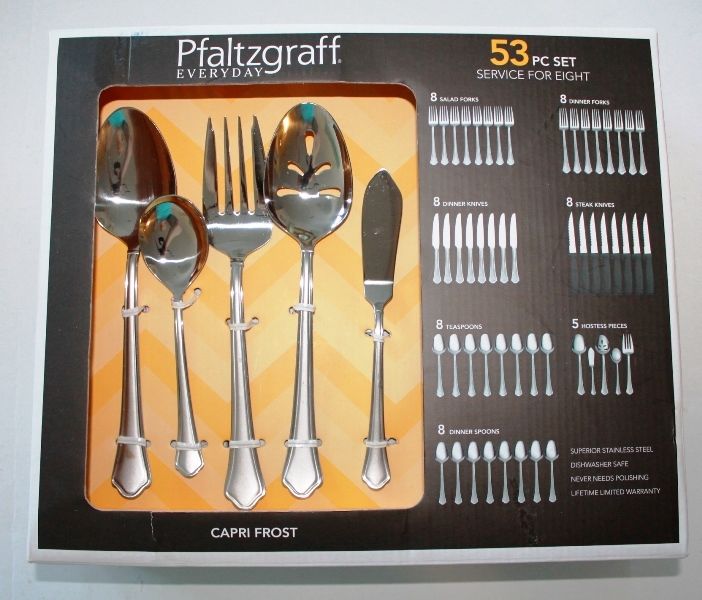 Pfaltzgraff®
EVERYDAY
53 PC SET
SERVICE FOR EIGHT
8 SALAD FORKS
8 DINNER FORKS
8 DINNER KNIVES
8 STEAK KNIVES
8 TEASPOONS
5 HOSTESS PIECES
8 DINNER SPOONS
SUPERIOR STAINLESS STEEL
DISHWASHER SAFE
NEVER NEEDS POLISHING
LIFETIME LIMITED WARRANTY
CAPRI FROST